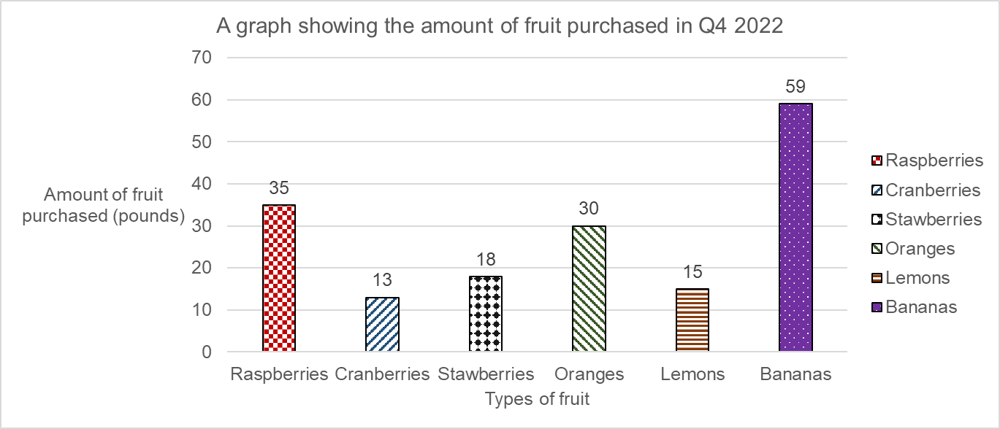 A graph showing the amount of fruit purchased in Q4 2022
70
60
50
40
30
20
10
0
Amount of fruit
purchased (pounds)
35
13
18
30
15
59
Raspberries Cranberries Stawberries Oranges Lemons Bananas
Types of fruit
Raspberries
Cranberries
Stawberries
Oranges
Lemons
Bananas